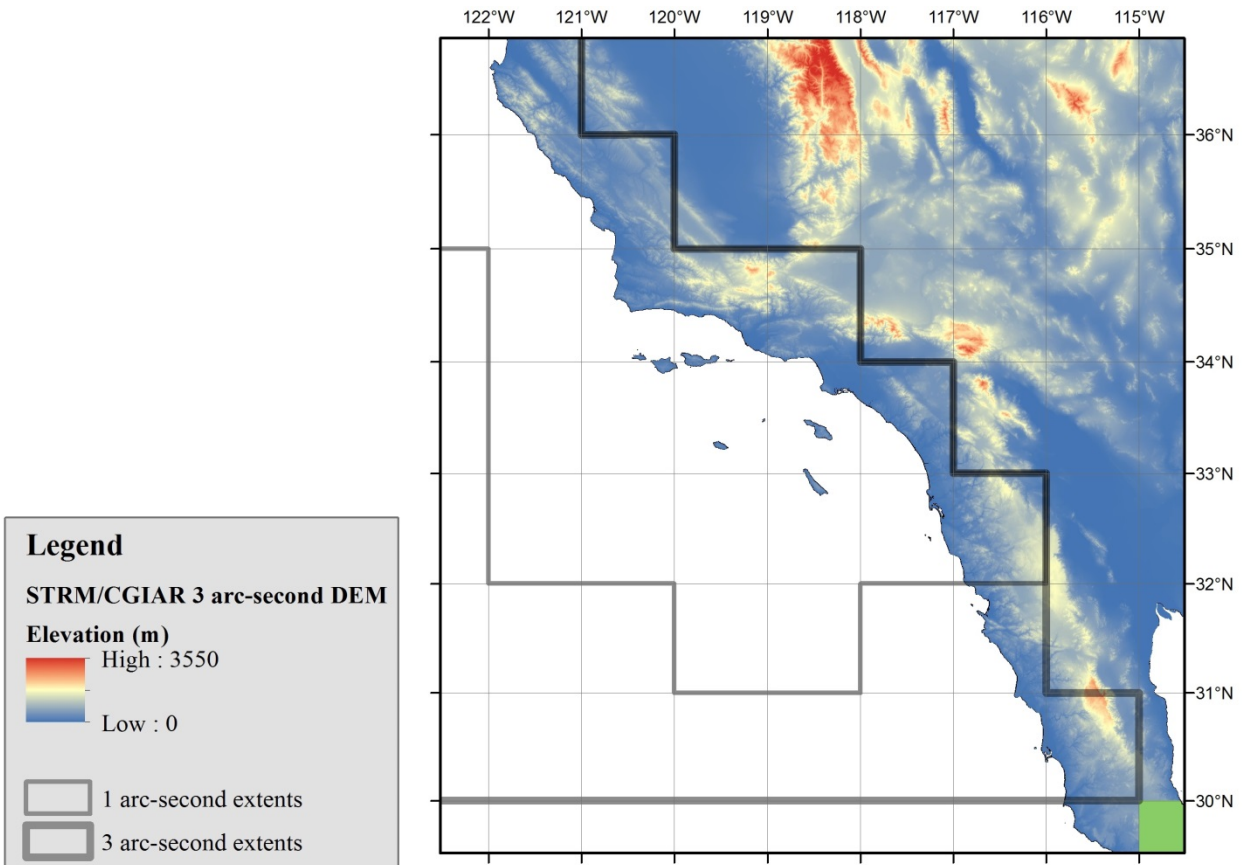 122°W 121°W 120°W 119°W 118°W 117°W 116°W 115°W
36°N
35°N
34°N
33°N
32°N
31°N
30°N
Legend
STRM/CGIAR 3 arc-second DEM
Elevation (m)
High : 3550
Low : 0
1 arc-second extents
3 arc-second extents